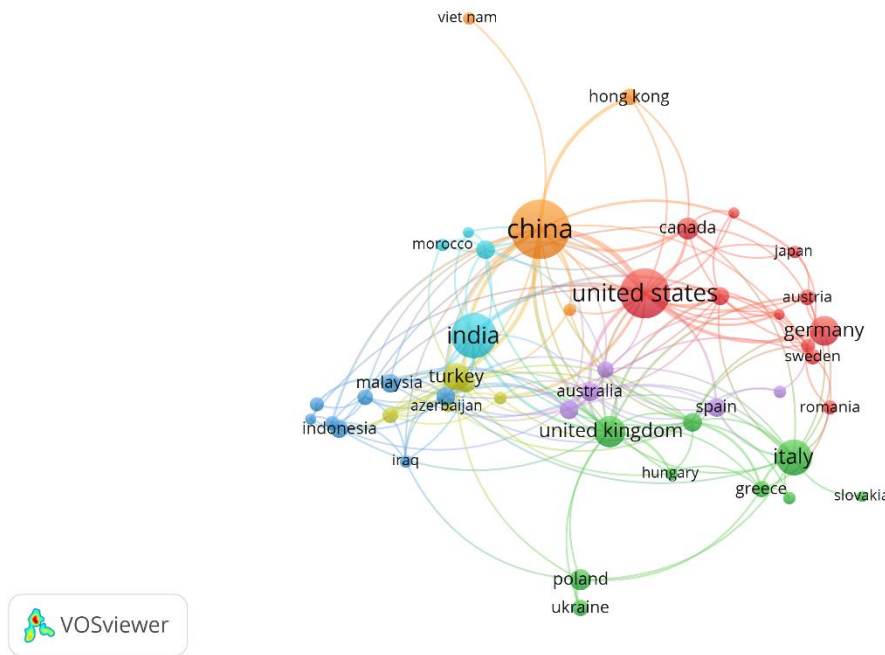 viet nam
hong kong
china
canada
morocco
japan
united states
austria
india
germany
sweden
turkey
malaysia
australia
azerbaijan
spain
romania
indonesia
united kingdom
italy
iraq
hungary
greece
slovakia
poland
ukraine
VOSviewer